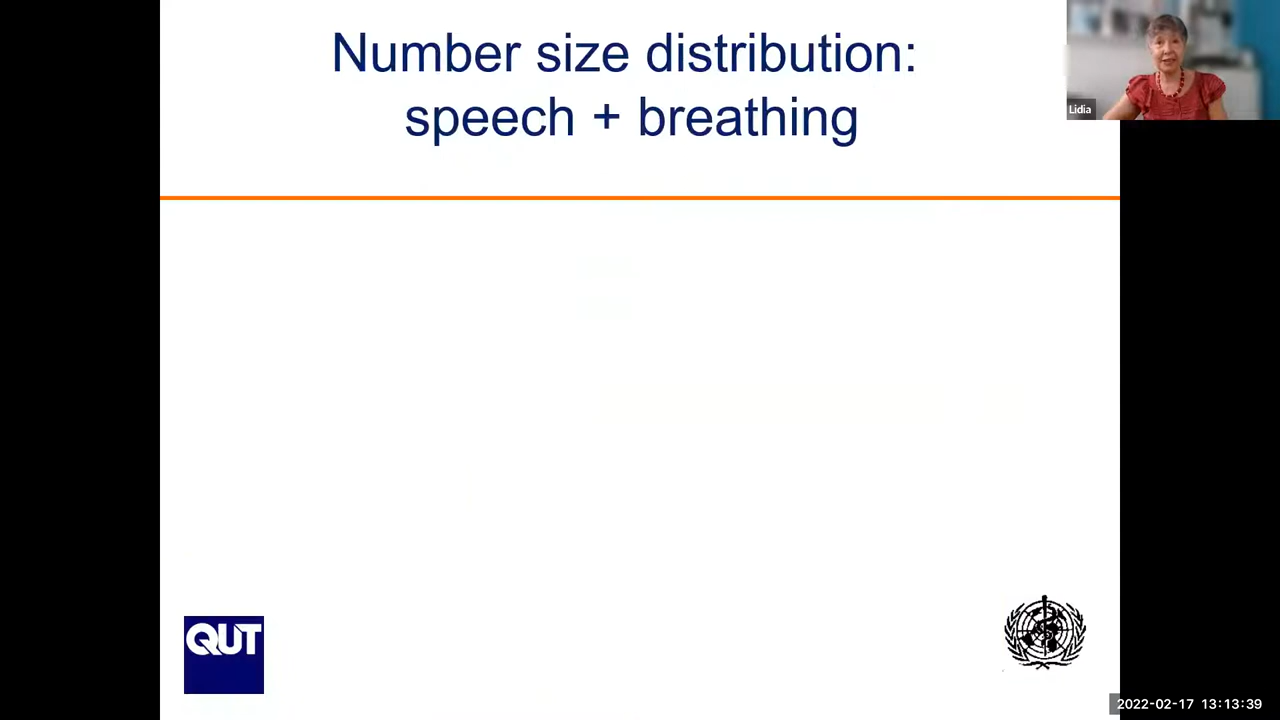 Number size distribution:
speech + breathing
Lidia
QUT
2022-02-17 13:13:39